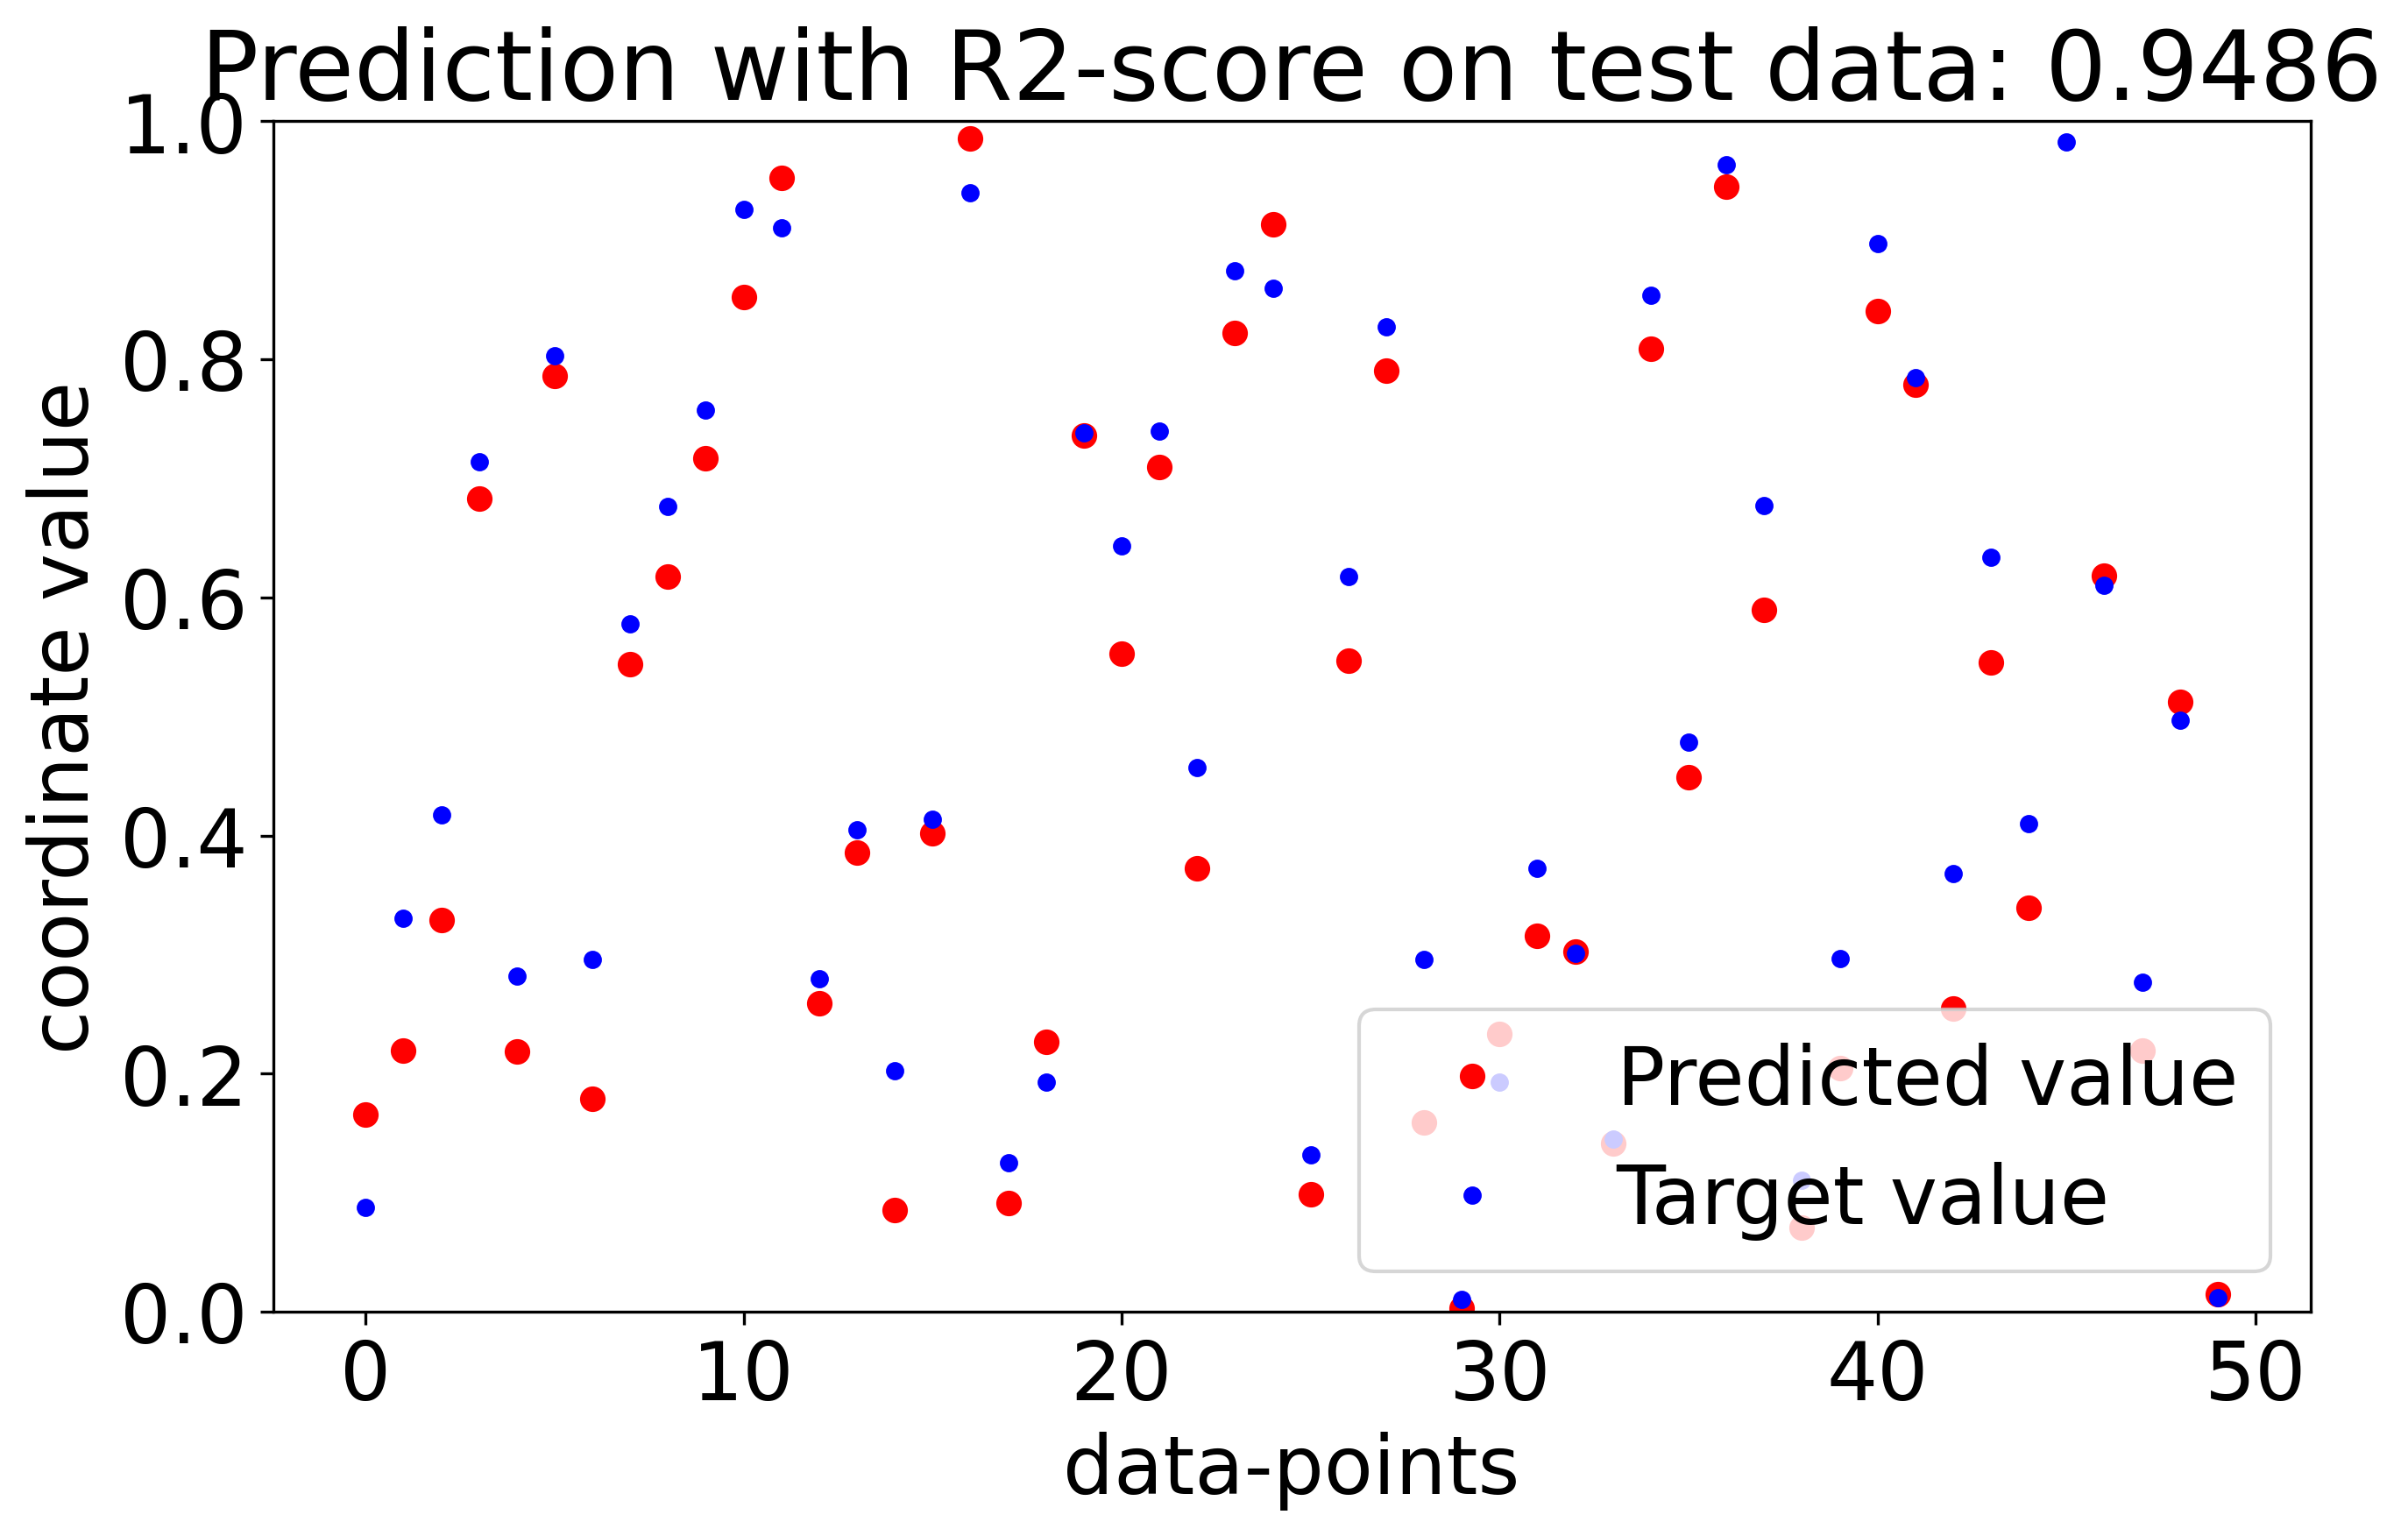 Prediction with R2-score on test data: 0.9486
1.0
0.8
0.6
0.4
0.2
0.0
coordinate value
Predicted value
Target value
0 10 20 30 40 50
data-points